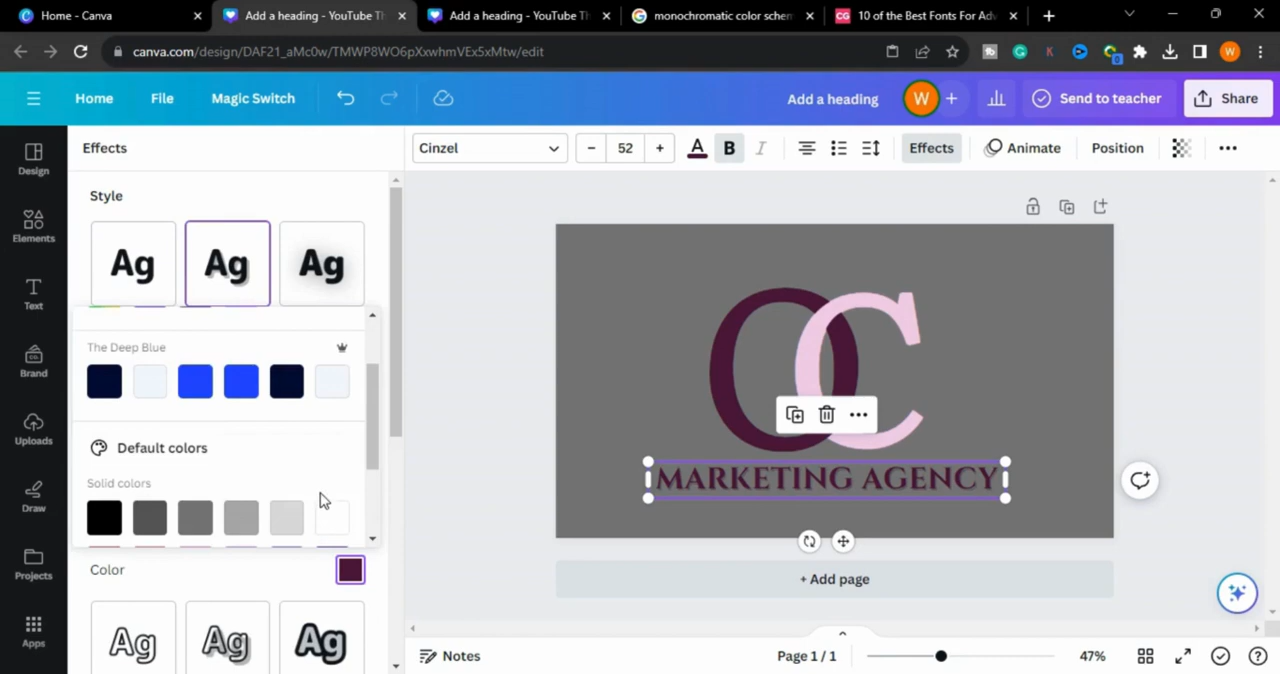 Home - Canva
Add a heading - YouTube Th
Add a heading - YouTube Th
monochromatic color schem
CG 10 of the Best Fonts For Adv
canva.com/design/DAF21_aMc0w/TMWP8WO6pXxwhmVEx5xMtw/edit
Home
File
Magic Switch
Add a heading
W
Send to teacher
Share
Design
Elements
Text
Brand
Uploads
Draw
Projects
Apps
Effects
Style
Ag
Ag
Ag
The Deep Blue
Default colors
Solid colors
Color
Ag
Ag
Ag
Cinzel
52
A
B
I
Effects
Animate
Position
OC
MARKETING AGENCY
+ Add page
Notes
Page 1 / 1
47%